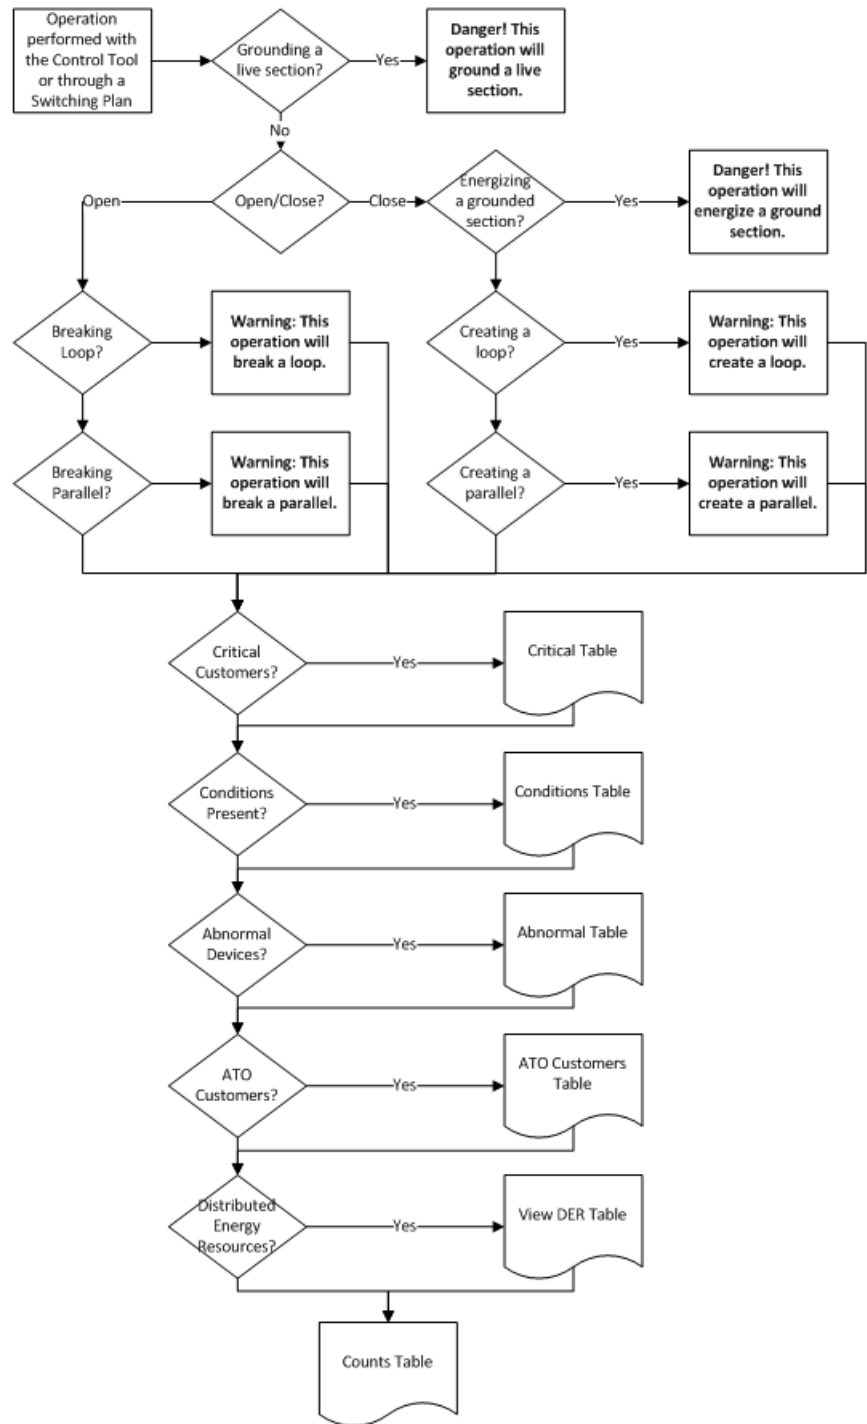 Operation
performed with
the Control Tool
or through a
Switching Plan
Grounding a
live section?
Yes
Danger! This
operation will
ground a live
section.
No
Open
Open/Close?
Close
Energizing
a grounded
section?
Yes
Danger! This
operation will
energize a ground
section.
Breaking
Loop?
Warning: This
operation will
break a loop.
Creating a
loop?
Yes
Warning: This
operation will
create a loop.
Breaking
Parallel?
Warning: This
operation will
break a parallel.
Creating a
parallel?
Yes
Warning: This
operation will
create a parallel.
Critical
Customers?
Yes
Critical Table
Conditions
Present?
Yes
Conditions Table
Abnormal
Devices?
Yes
Abnormal Table
ATO
Customers?
Yes
ATO Customers
Table
Distributed
Energy
Resources?
Yes
View DER Table
Counts Table